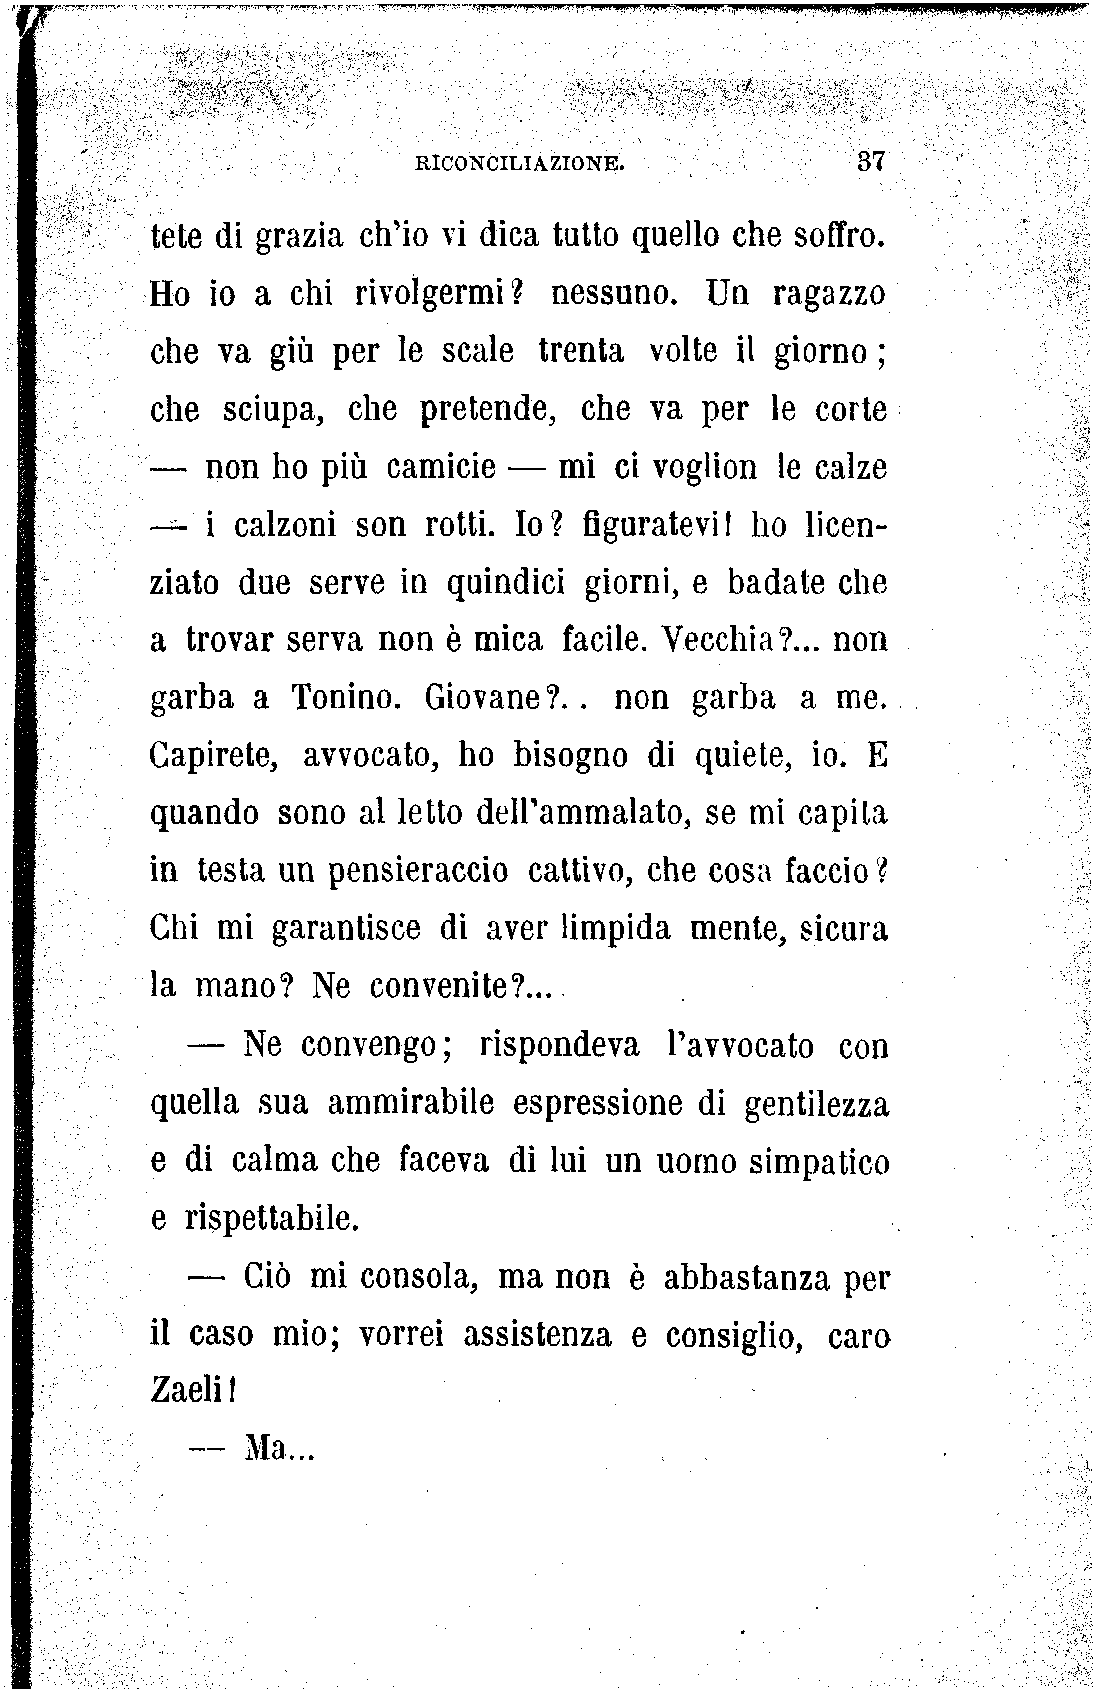 RICONCILIAZIONE. 37
tete di grazia ch'io vi dica tutto quello che soffro.
Ho io a chi rivolgermi? nessuno. Un ragazzo
che va giù per le scale trenta volte il giorno;
che sciupa, che pretende, che va per le corte
— non ho più camicie — mi ci voglion le calze
— i calzoni son rotti. Io? figuratevi! ho licen-
ziato due serve in quindici giorni, e badate che
a trovar serva non è mica facile. Vecchia?... non
garba a Tonino. Giovane?.. non garba a me.
Capirete, avvocato, ho bisogno di quiete, io. E
quando sono al letto dell'ammalato, se mi capita
in testa un pensieraccio cattivo, che cosa faccio?
Chi mi garantisce di aver limpida mente, sicura
la mano? Ne convenite?...
— Ne convengo; rispondeva l'avvocato con
quella sua ammirabile espressione di gentilezza
e di calma che faceva di lui un uomo simpatico
e rispettabile.
— Ciò mi consola, ma non è abbastanza per
il caso mio; vorrei assistenza e consiglio, caro
Zaeli!
— Ma...